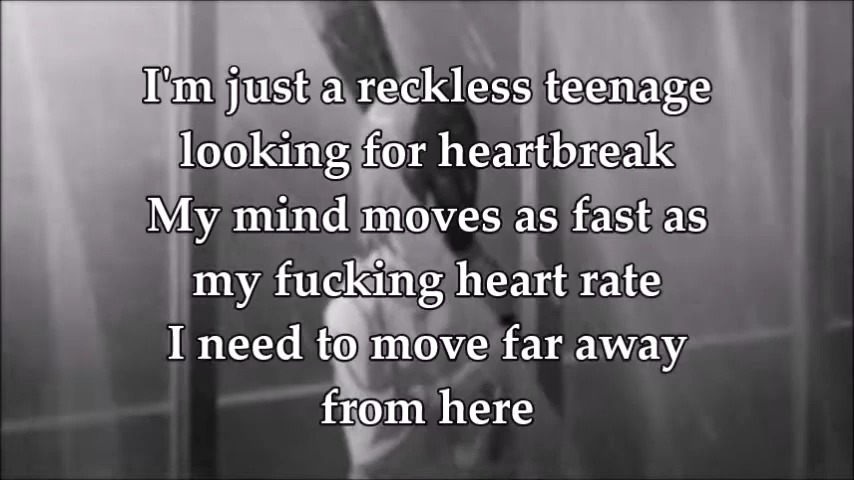 I'm just a reckless teenage
looking for heartbreak
My mind moves as fast as
my fucking heart rate
I need to move far away
from here